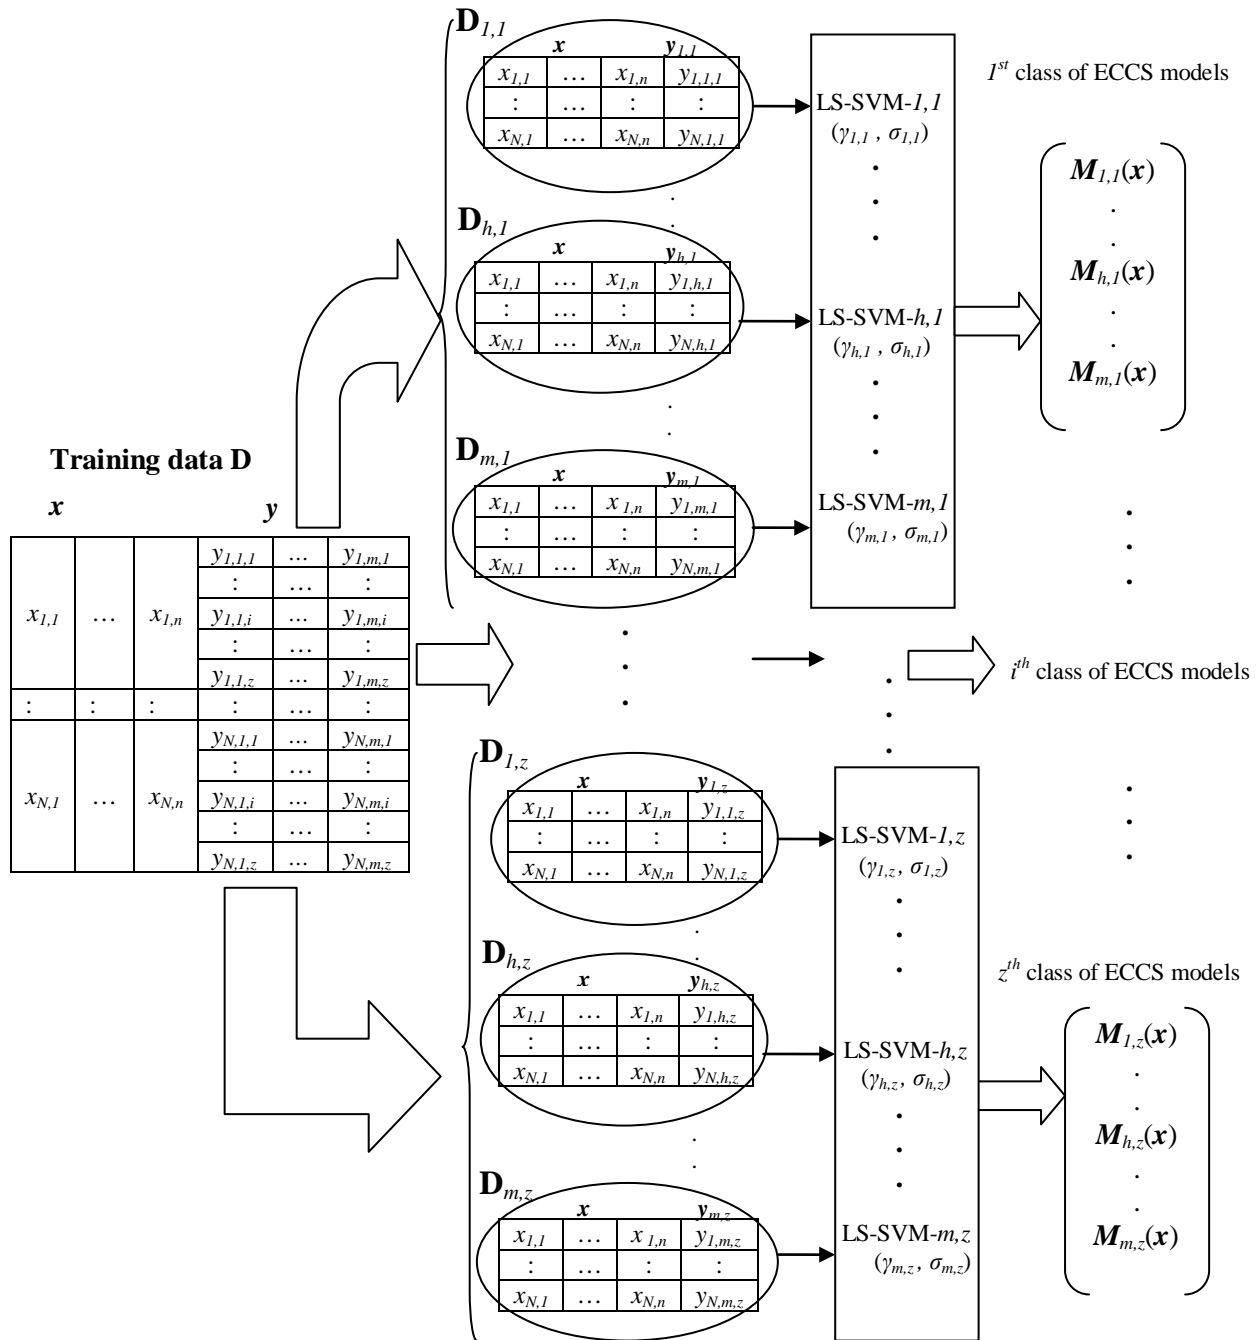 Training data D
x y
x1,1 … x1,n y1,1,1 … y1,m,1
: … :
y1,1,i … y1,m,i
: … :
y1,1,z … y1,m,z
: : : : … :
xN,1 … xN,n yN,1,1 … yN,m,1
: … :
yN,1,i … yN,m,i
: … :
yN,1,z … yN,m,z
D1,1
x y1,1
x1,1 … x1,n y1,1,1
: … : :
xN,1 … xN,n yN,1,1
Dh,1
x yh,1
x1,1 … x1,n y1,h,1
: … : :
xN,1 … xN,n yN,h,1
Dm,1
x ym,1
x1,1 … x 1,n y1,m,1
: … : :
xN,1 … xN,n yN,m,1
LS-SVM-1,1
(γ1,1 , σ1,1)
LS-SVM-h,1
(γh,1 , σh,1)
LS-SVM-m,1
(γm,1 , σm,1)
1st class of ECCS models
M1,1(x)
.
.
Mh,1(x)
.
.
Mm,1(x)
ith class of ECCS models
D1,z
x y1,z
x1,1 … x1,n y1,1,z
: … : :
xN,1 … xN,n yN,1,z
Dh,z
x yh,z
x1,1 … x1,n y1,h,z
: … : :
xN,1 … xN,n yN,h,z
Dm,z
x ym,z
x1,1 … x 1,n y1,m,z
: … : :
xN,1 … xN,n yN,m,z
LS-SVM-1,z
(γ1,z , σ1,z)
LS-SVM-h,z
(γh,z , σh,z)
LS-SVM-m,z
(γm,z , σm,z)
zth class of ECCS models
M1,z(x)
.
.
Mh,z(x)
.
.
Mm,z(x)